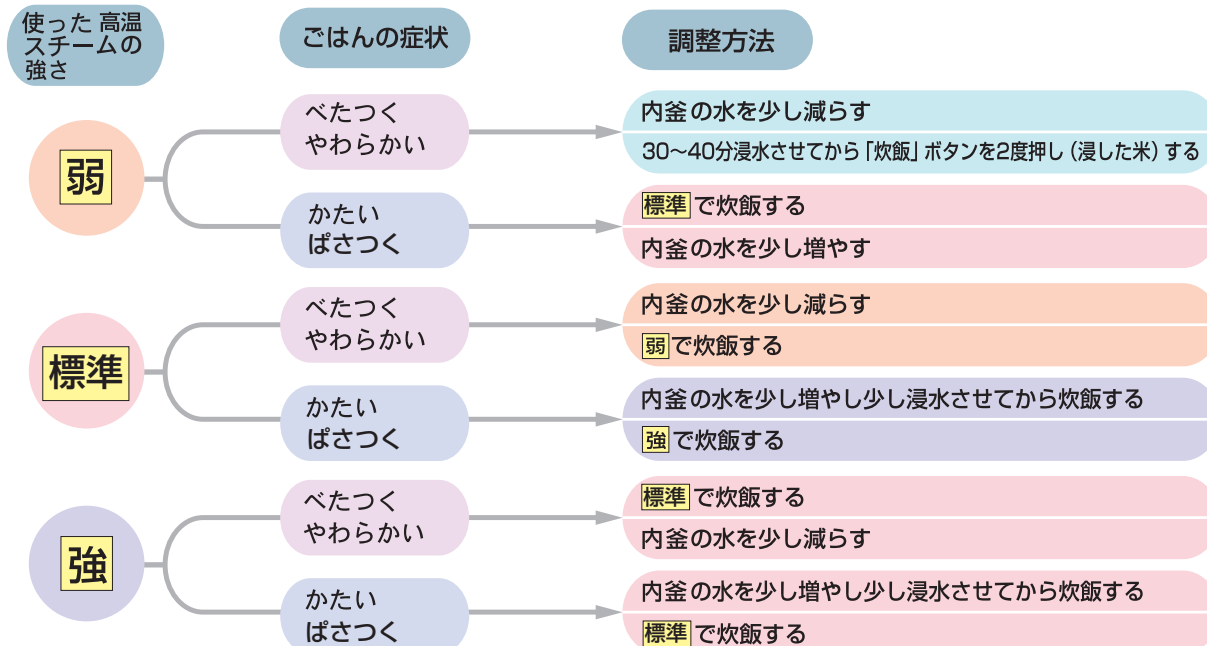 使った 高温
スチームの
強さ
ごはんの症状
調整方法
弱
べたつく
やわらかい
内釜の水を少し減らす
30～40分浸水させてから「炊飯」ボタンを2度押し（浸した米）する
かたい
ぱさつく
標準で炊飯する
内釜の水を少し増やす
標準
べたつく
やわらかい
内釜の水を少し減らす
弱で炊飯する
かたい
ぱさつく
内釜の水を少し増やし少し浸水させてから炊飯する
強で炊飯する
強
べたつく
やわらかい
標準で炊飯する
内釜の水を少し減らす
かたい
ぱさつく
内釜の水を少し増やし少し浸水させてから炊飯する
標準で炊飯する